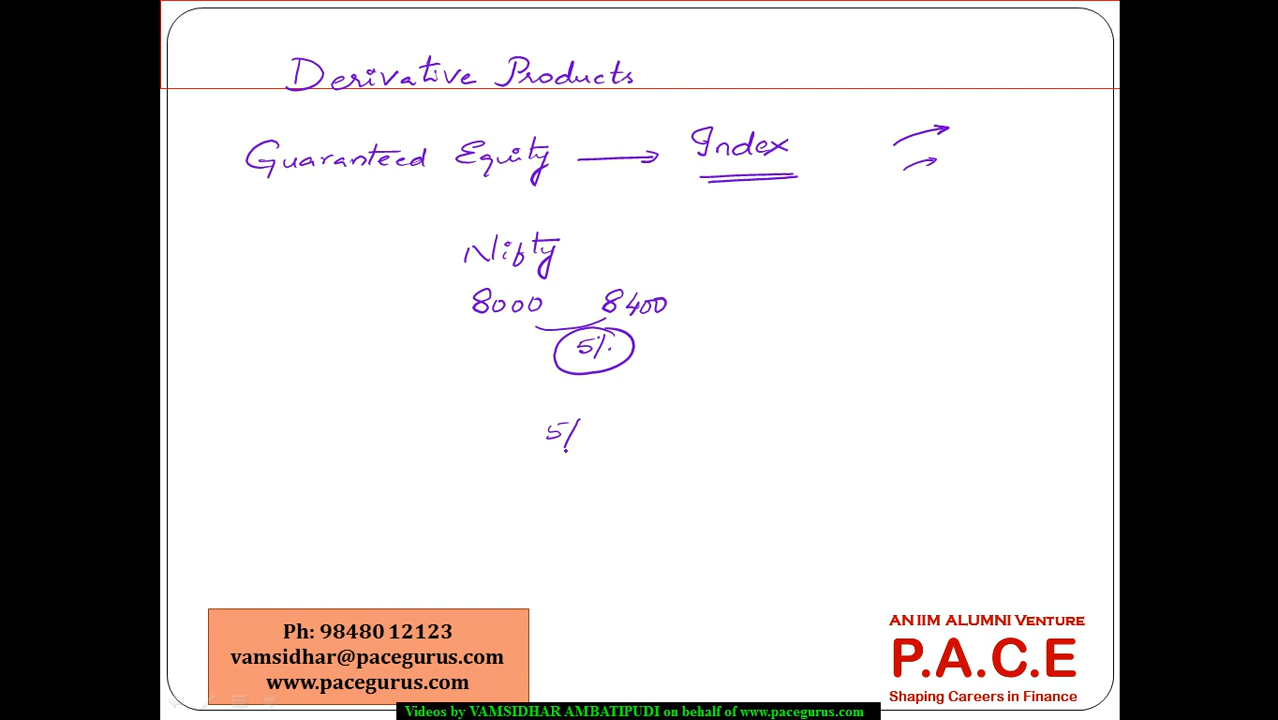 Derivative Products
Guaranteed Equity → Index
Nifty
8000 8400
5%
5%
Ph: 98480 12123
vamsidhar@pacegurus.com
www.pacegurus.com
AN IIM ALUMNI VENTURE
P.A.C.E
Shaping Careers in Finance
Videos by VAMSIDHAR AMBATIPUDI on behalf of www.pacegurus.com